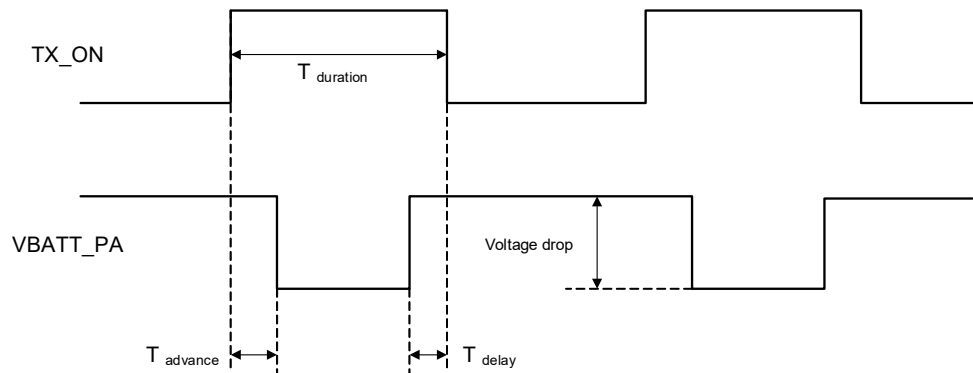 TX_ON
T duration
VBATT_PA
Voltage drop
T advance
T delay